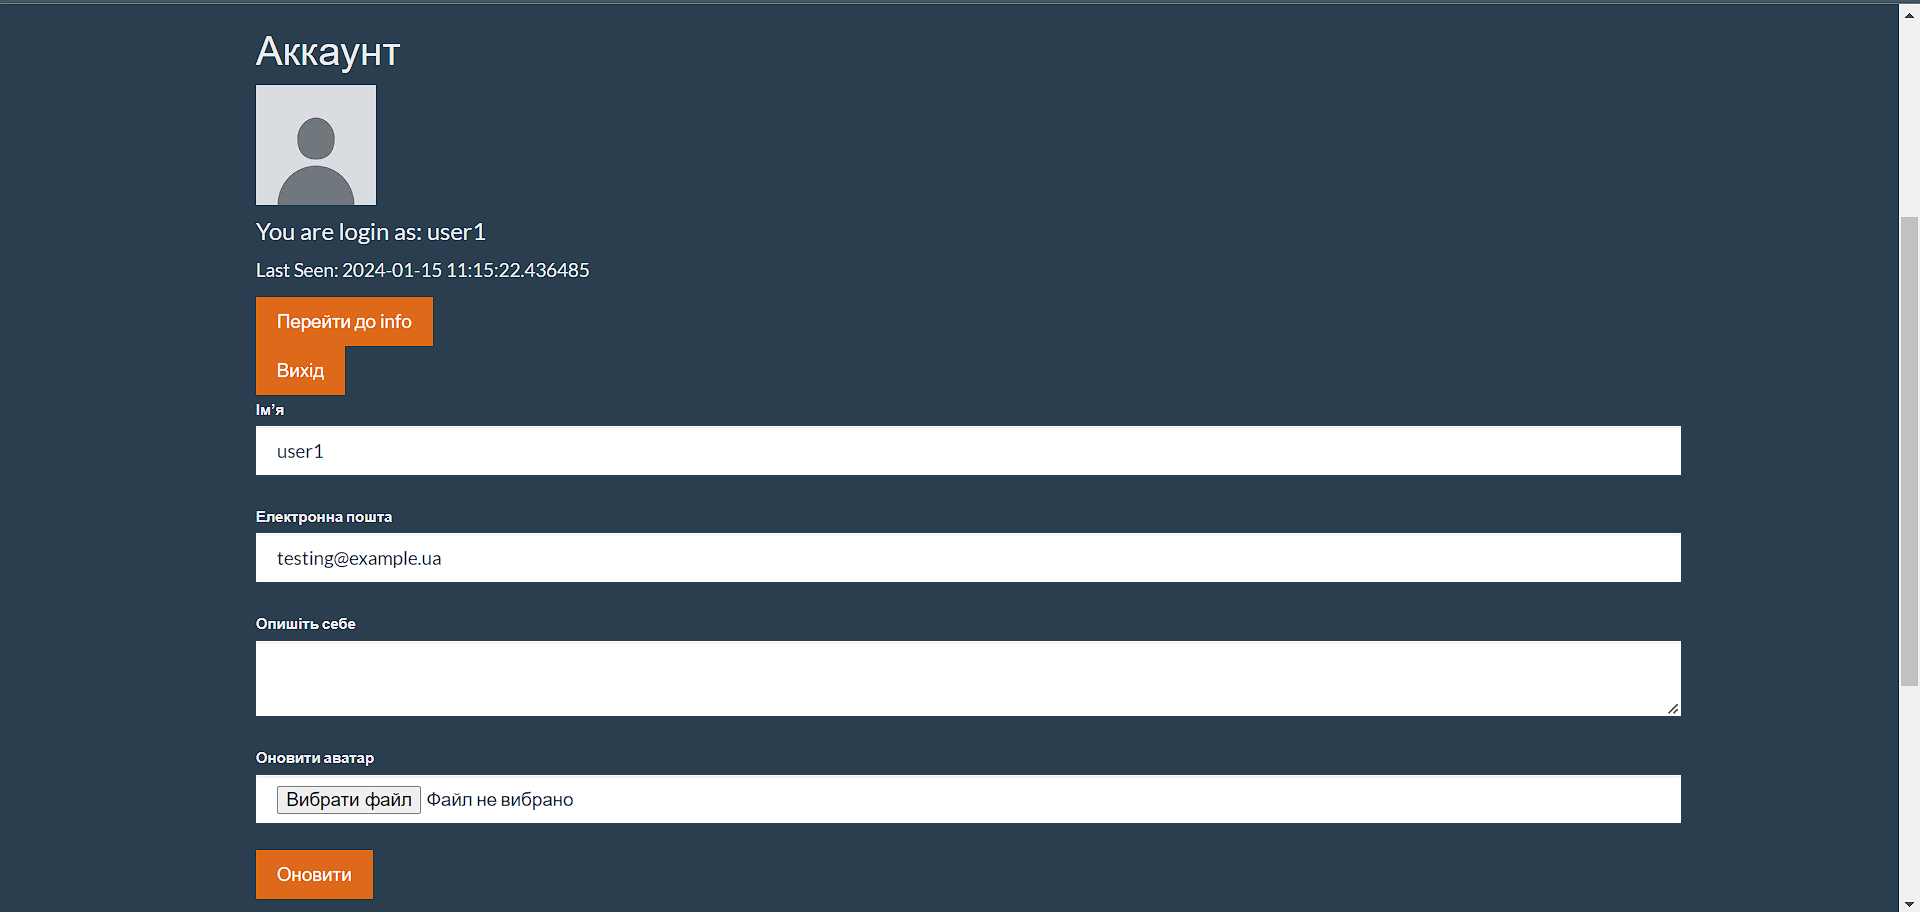 Аккаунт
You are login as: user1
Last Seen: 2024-01-15 11:15:22.436485
Перейти до info
Вихід
Ім'я
user1
Електронна пошта
testing@example.ua
Опишіть себе
Оновити аватар
Вибрати файл Файл не вибрано
Оновити